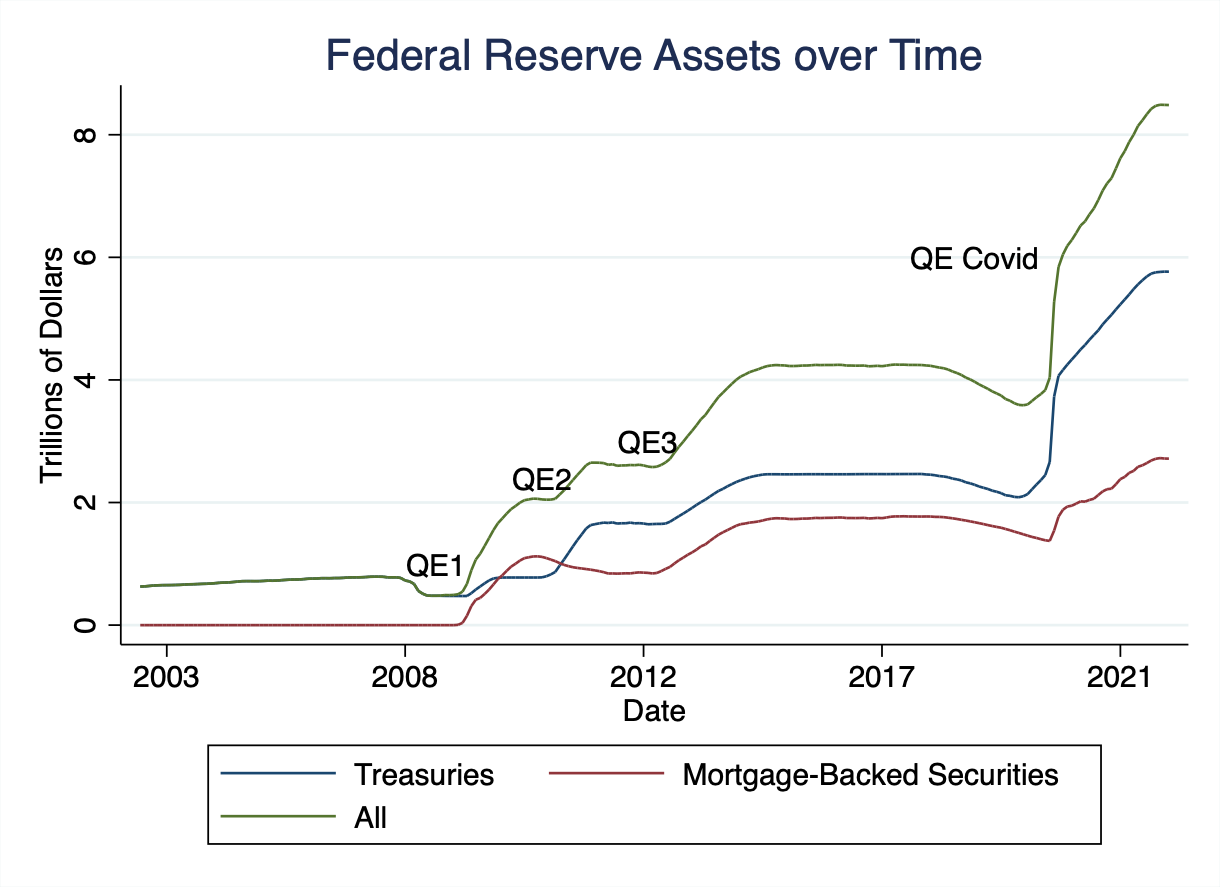 Federal Reserve Assets over Time
Trillions of Dollars
8
6
4
2
0
QE1
QE2
QE3
QE Covid
2003 2008 2012 2017 2021
Date
Treasuries Mortgage-Backed Securities
All